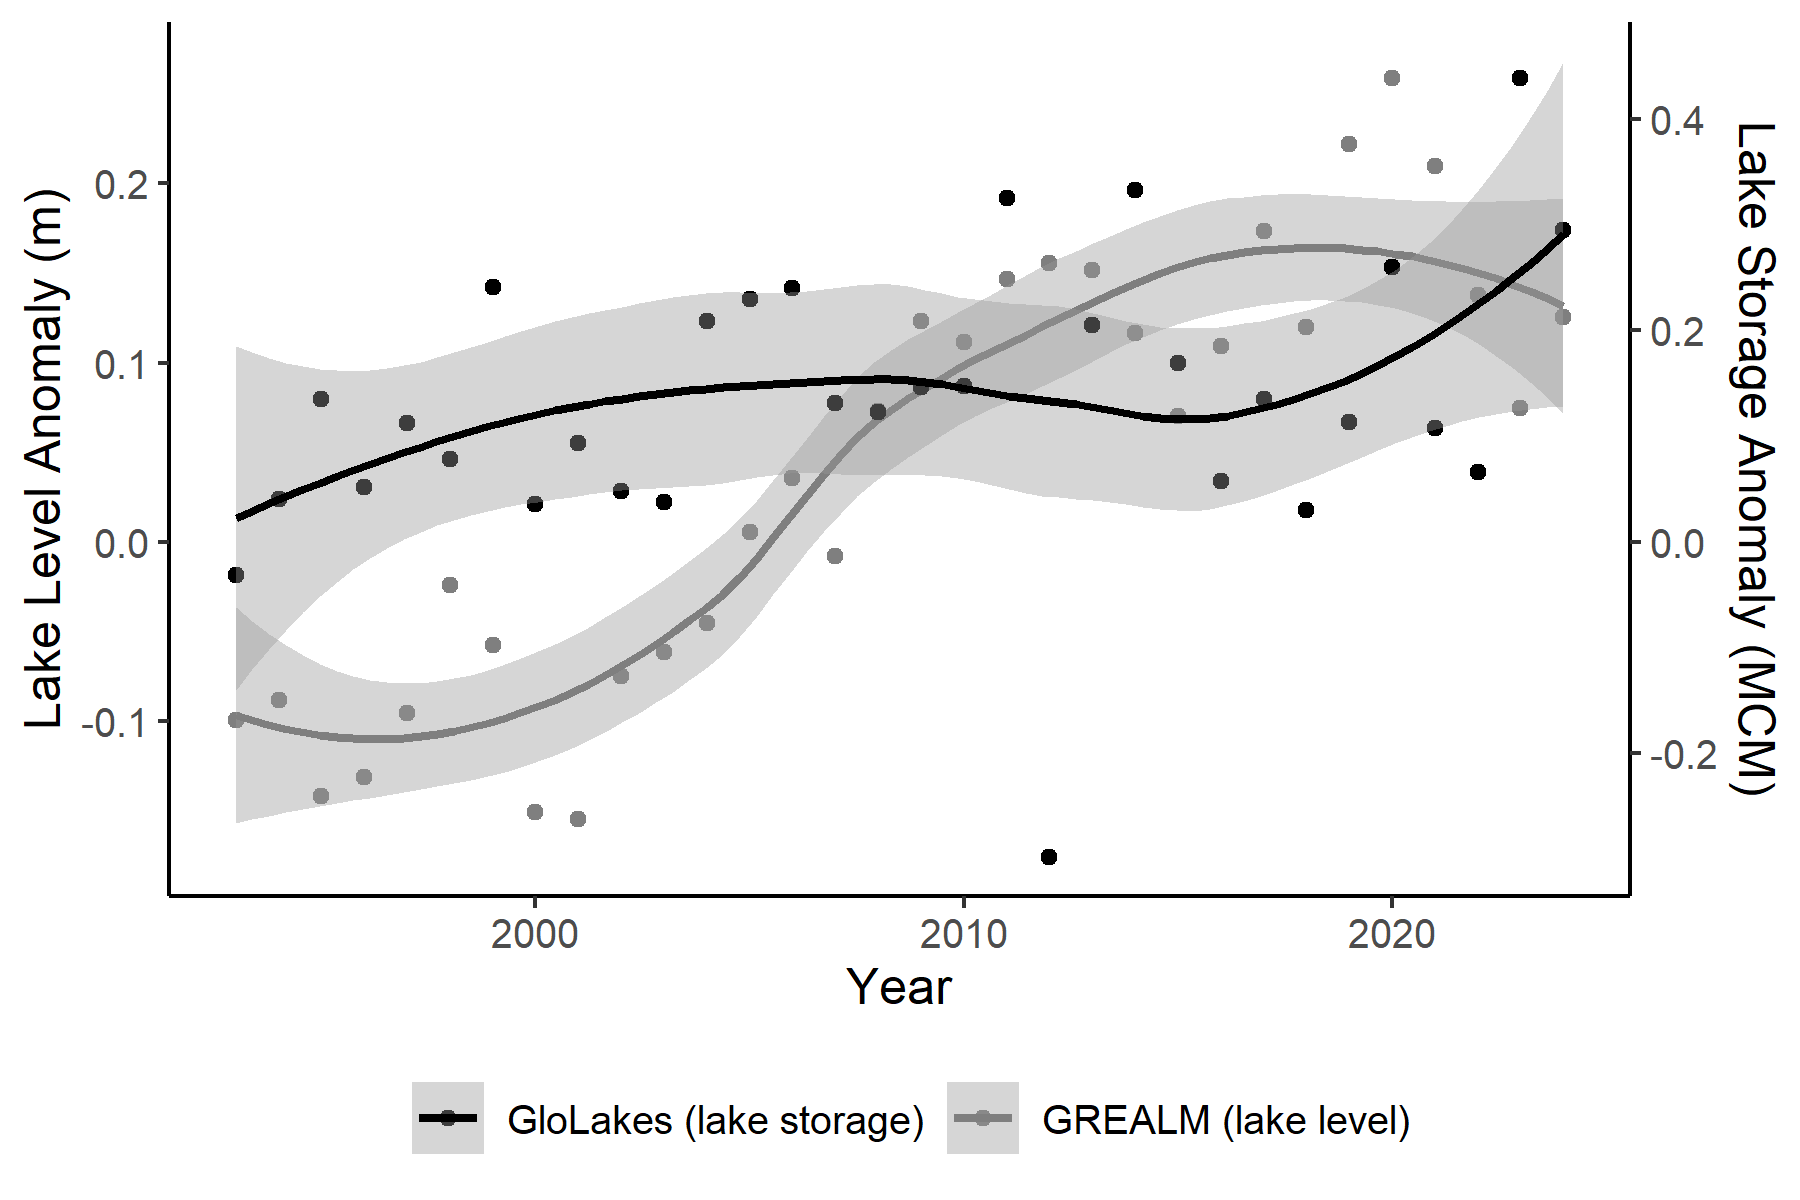 Lake Level Anomaly (m)
0.2
0.1
0.0
-0.1
0.4
0.2
0.0
-0.2
Lake Storage Anomaly (MCM)
2000
2010
2020
Year
GloLakes (lake storage)
GREALM (lake level)